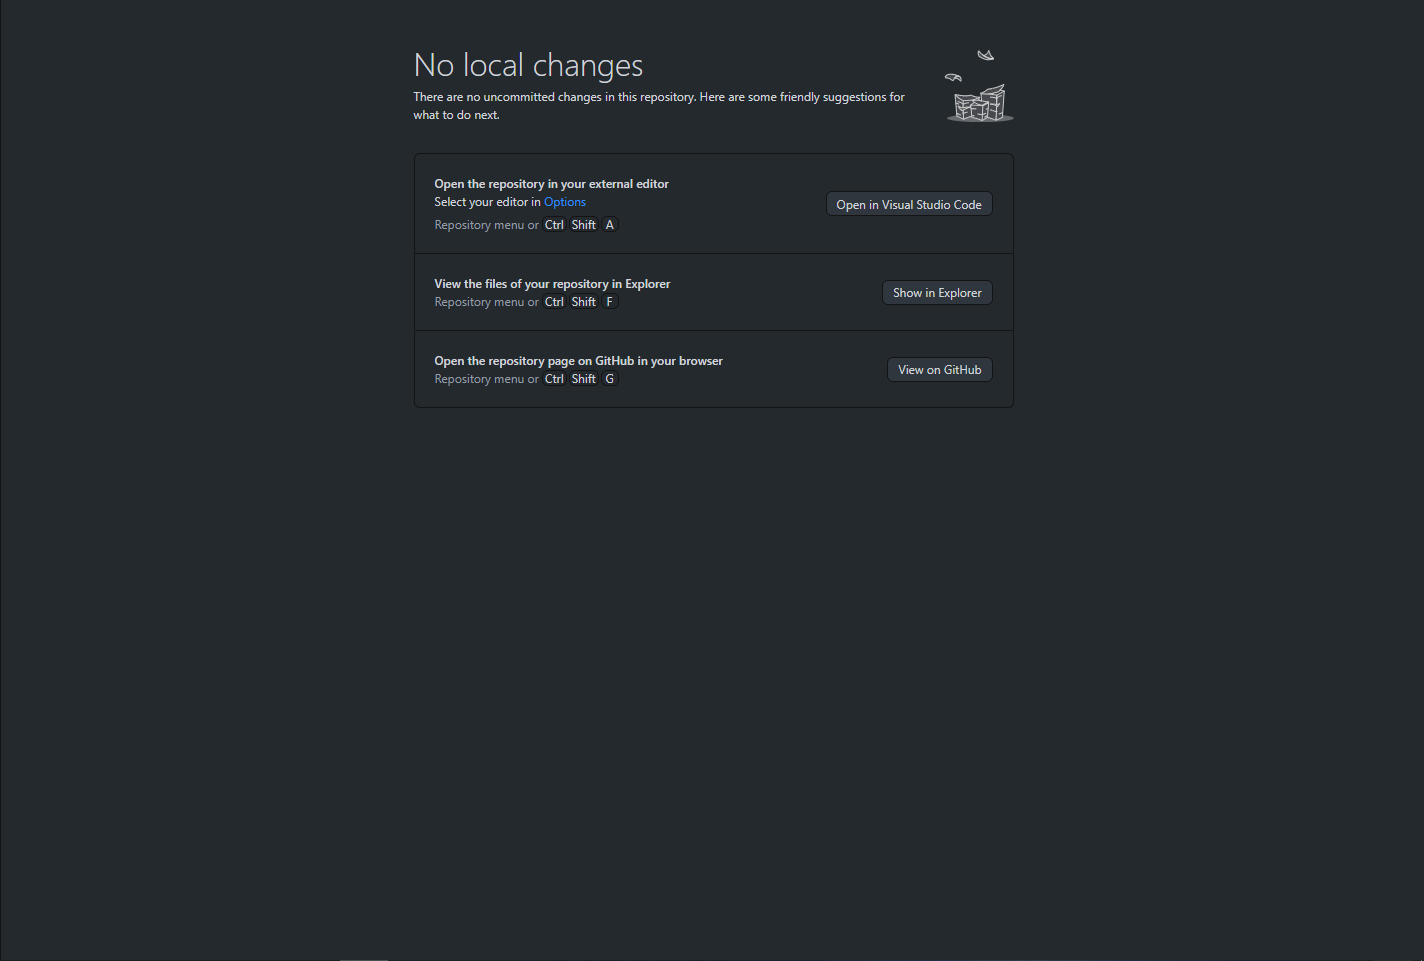 No local changes
There are no uncommitted changes in this repository. Here are some friendly suggestions for
what to do next.
Open the repository in your external editor
Select your editor in Options
Repository menu or Ctrl Shift A
Open in Visual Studio Code
View the files of your repository in Explorer
Repository menu or Ctrl Shift F
Show in Explorer
Open the repository page on GitHub in your browser
Repository menu or Ctrl Shift G
View on GitHub